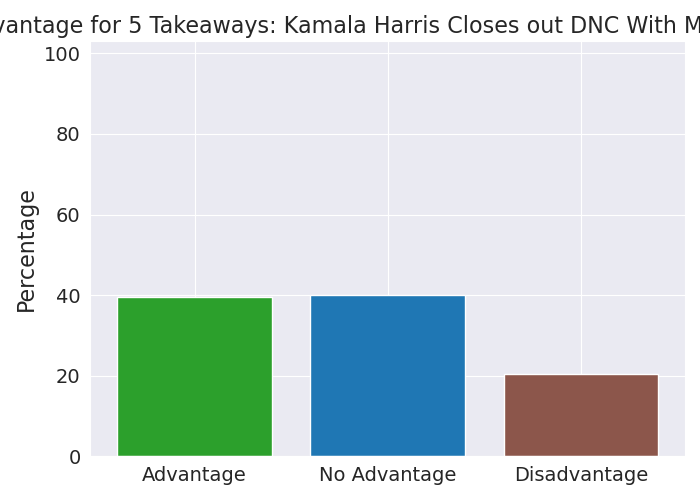 vantage for 5 Takeaways: Kamala Harris Closes out DNC With M
100
80
60
40
20
0
Percentage
Advantage
No Advantage
Disadvantage